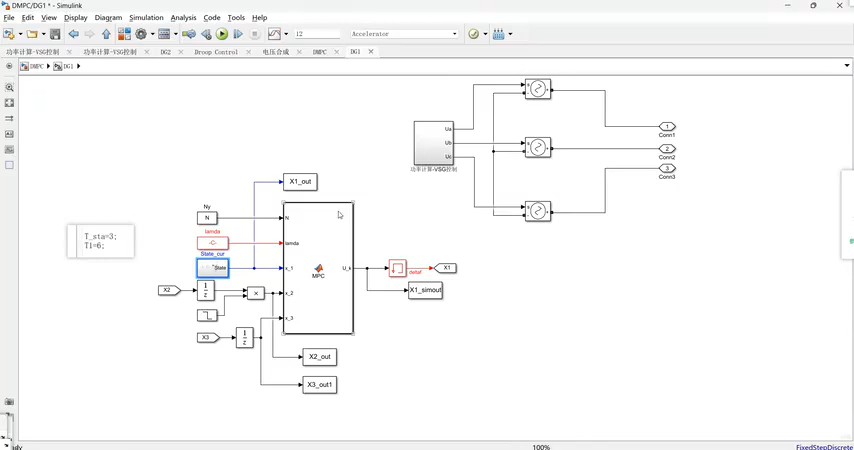 DMPC/DG1 * - Simulink
File Edit View Display Diagram Simulation Analysis Code Tools Help
12
Accelerator
功率计算-VSG控制
功率计算-VSG控制
DG2
Droop Control
电压合成
DMPC
DG1
DMPC
DG1
Ua
Ub
Uc
功率计算-VSG控制
s
+
-
s
+
-
s
+
-
1
Conn1
2
Conn2
3
Conn3
X1_out
T_sta=3;
Ti=6;
Ny
N
lamda
-C-
State_cur
State
X2
1
z
×
X3
1
z
N
lamda
x_1
x_2
x_3
MPC
U_k
X1
X1_simout
X2_out
X3_out1
100%
FixedStepDiscrete